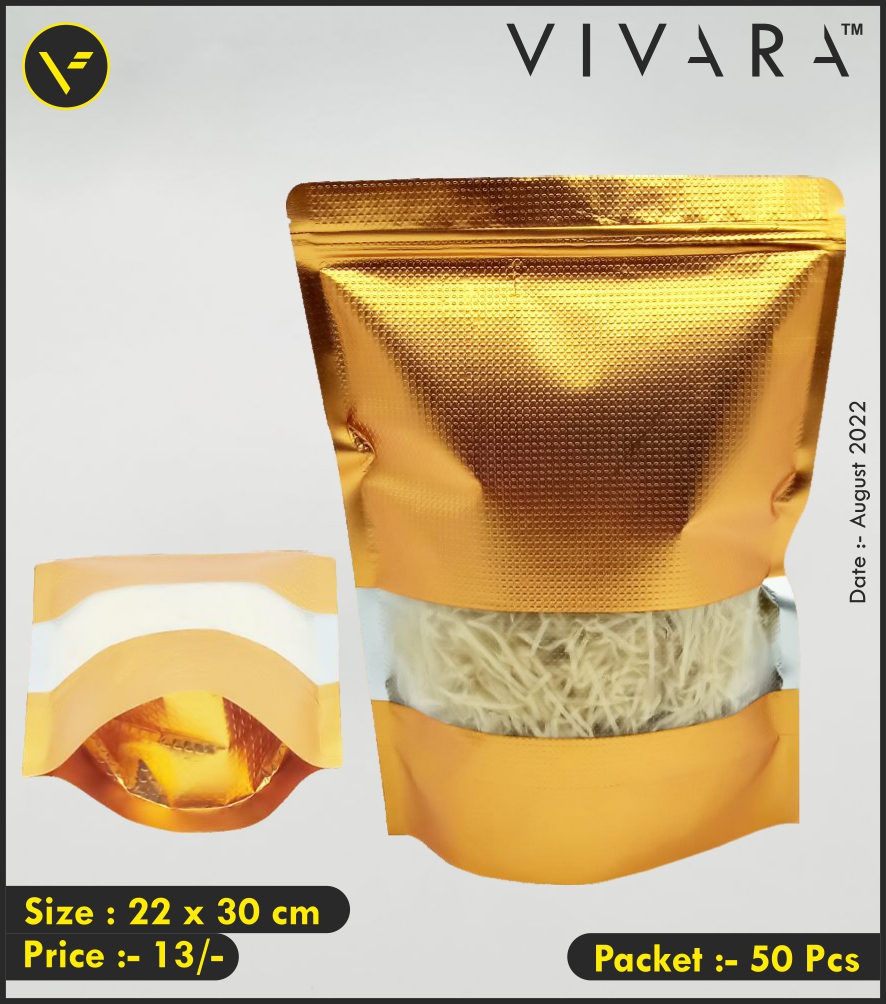 VIVARA™
Date :- August 2022
Size : 22 x 30 cm
Price :- 13/-
Packet :- 50 Pcs